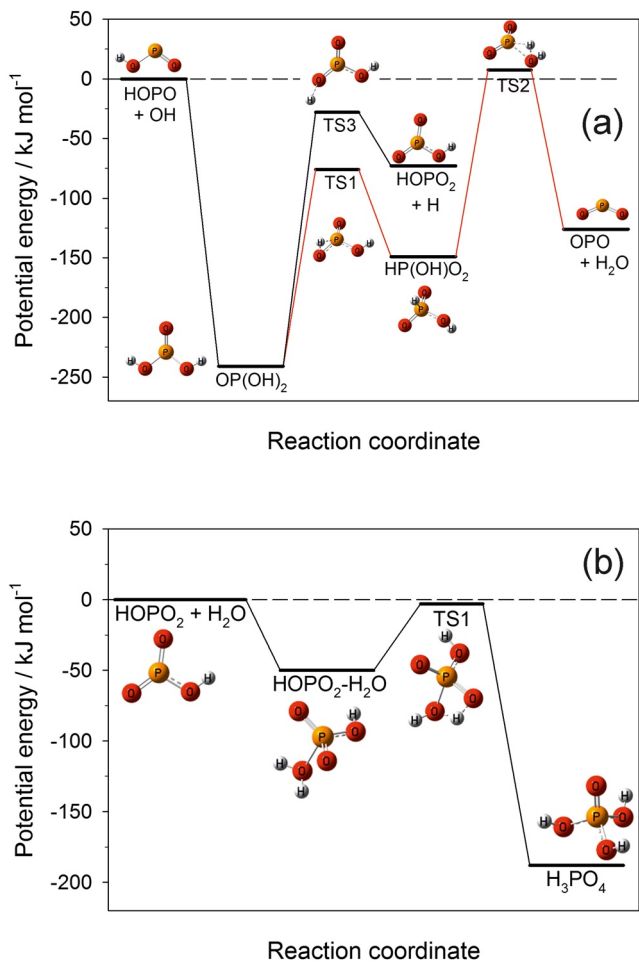 50
0
-50
-100
-150
-200
-250
Potential energy / kJ mol⁻¹
(a)
HOPO
+ OH
OP(OH)₂
TS3
TS1
HOPO₂
+ H
HP(OH)O₂
TS2
OPO
+ H₂O
Reaction coordinate
50
0
-50
-100
-150
-200
Potential energy / kJ mol⁻¹
(b)
HOPO₂ + H₂O
HOPO₂-H₂O
TS1
H₃PO₄
Reaction coordinate